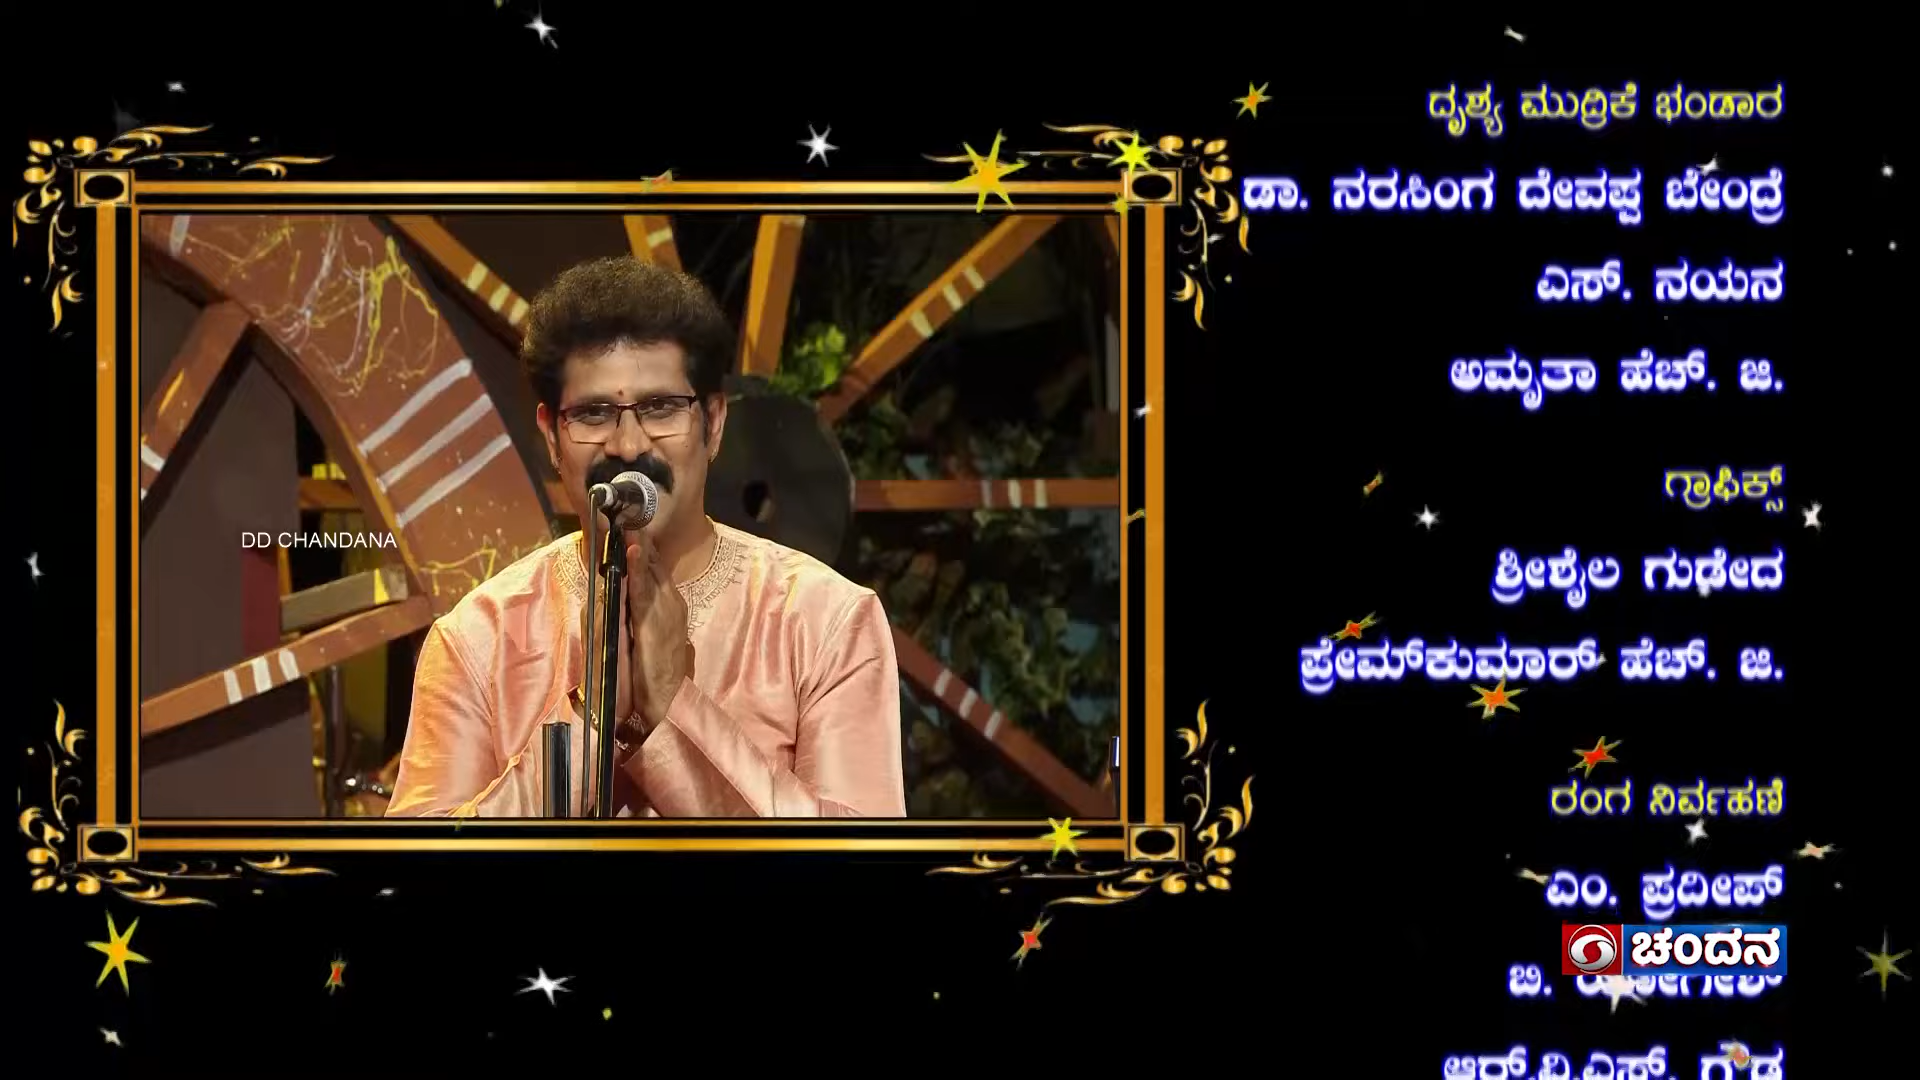 ದೃಶ್ಯ ಮುದ್ರಿಕೆ ಭಂಡಾರ
ಡಾ. ನರಸಿಂಗ ದೇವಪ್ಪ ಬೇಂದ್ರೆ
ಎಸ್. ನಯನ
ಅಮೃತಾ ಹೆಚ್. ಜಿ.
DD CHANDANA
ಗ್ರಾಫಿಕ್ಸ್
ಶ್ರೀಶೈಲ ಗುಡೇದ
ಪ್ರೇಮ್‌ಕುಮಾರ್ ಹೆಚ್. ಜಿ.
ರಂಗ ನಿರ್ವಹಣೆ
ಎಂ. ಪ್ರದೀಪ್
ಚಂದನ
ಬಿ.